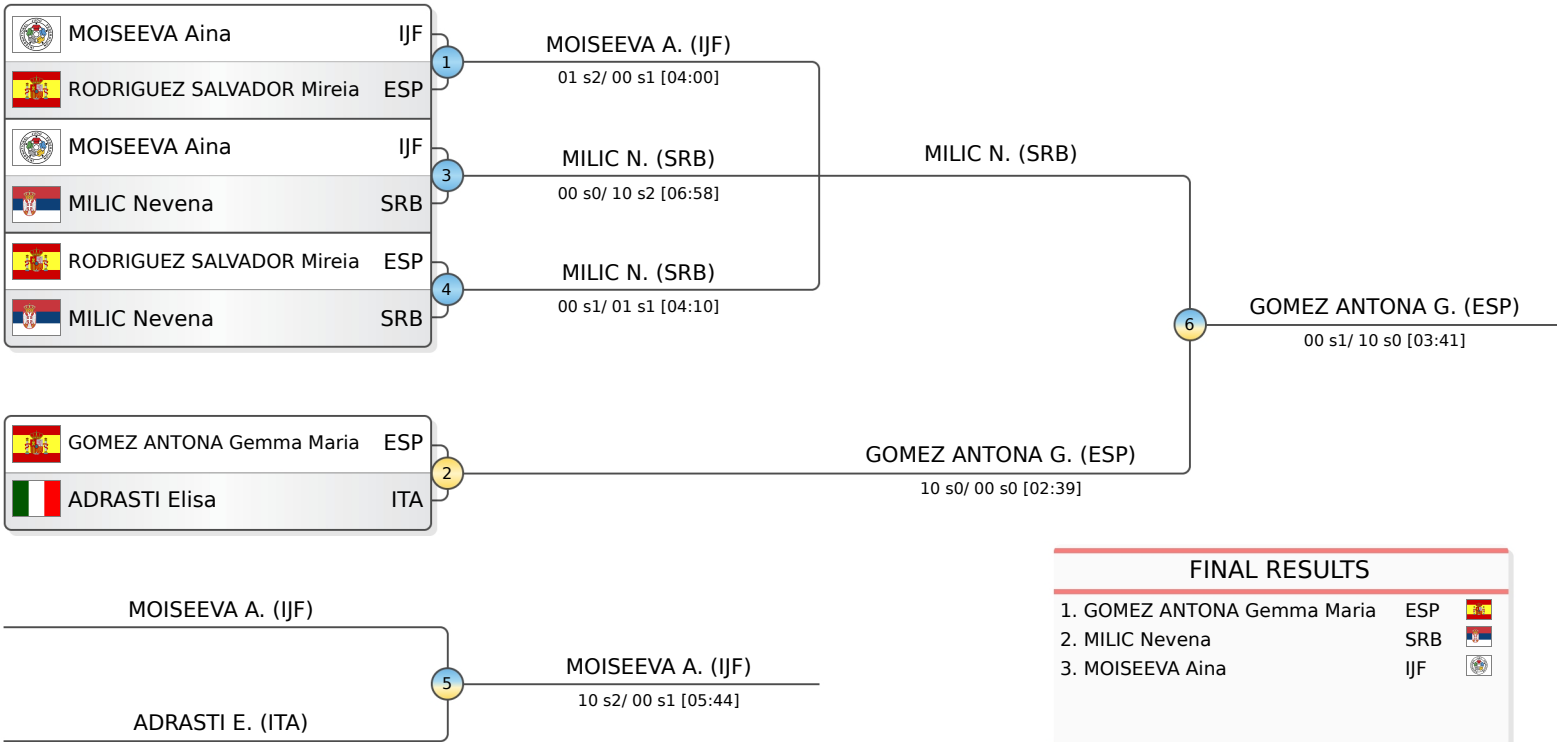 MOISEEVA Aina IJF
1
RODRIGUEZ SALVADOR Mireia ESP
MOISEEVA A. (IJF)
01 s2/ 00 s1 [04:00]
MOISEEVA Aina IJF
3
MILIC Nevena SRB
MILIC N. (SRB)
00 s0/ 10 s2 [06:58]
RODRIGUEZ SALVADOR Mireia ESP
4
MILIC Nevena SRB
MILIC N. (SRB)
00 s1/ 01 s1 [04:10]
MILIC N. (SRB)
GOMEZ ANTONA Gemma Maria ESP
2
ADRASTI Elisa ITA
GOMEZ ANTONA G. (ESP)
10 s0/ 00 s0 [02:39]
6
GOMEZ ANTONA G. (ESP)
00 s1/ 10 s0 [03:41]
MOISEEVA A. (IJF)
5
ADRASTI E. (ITA)
MOISEEVA A. (IJF)
10 s2/ 00 s1 [05:44]
FINAL RESULTS
1. GOMEZ ANTONA Gemma Maria ESP
2. MILIC Nevena SRB
3. MOISEEVA Aina IJF